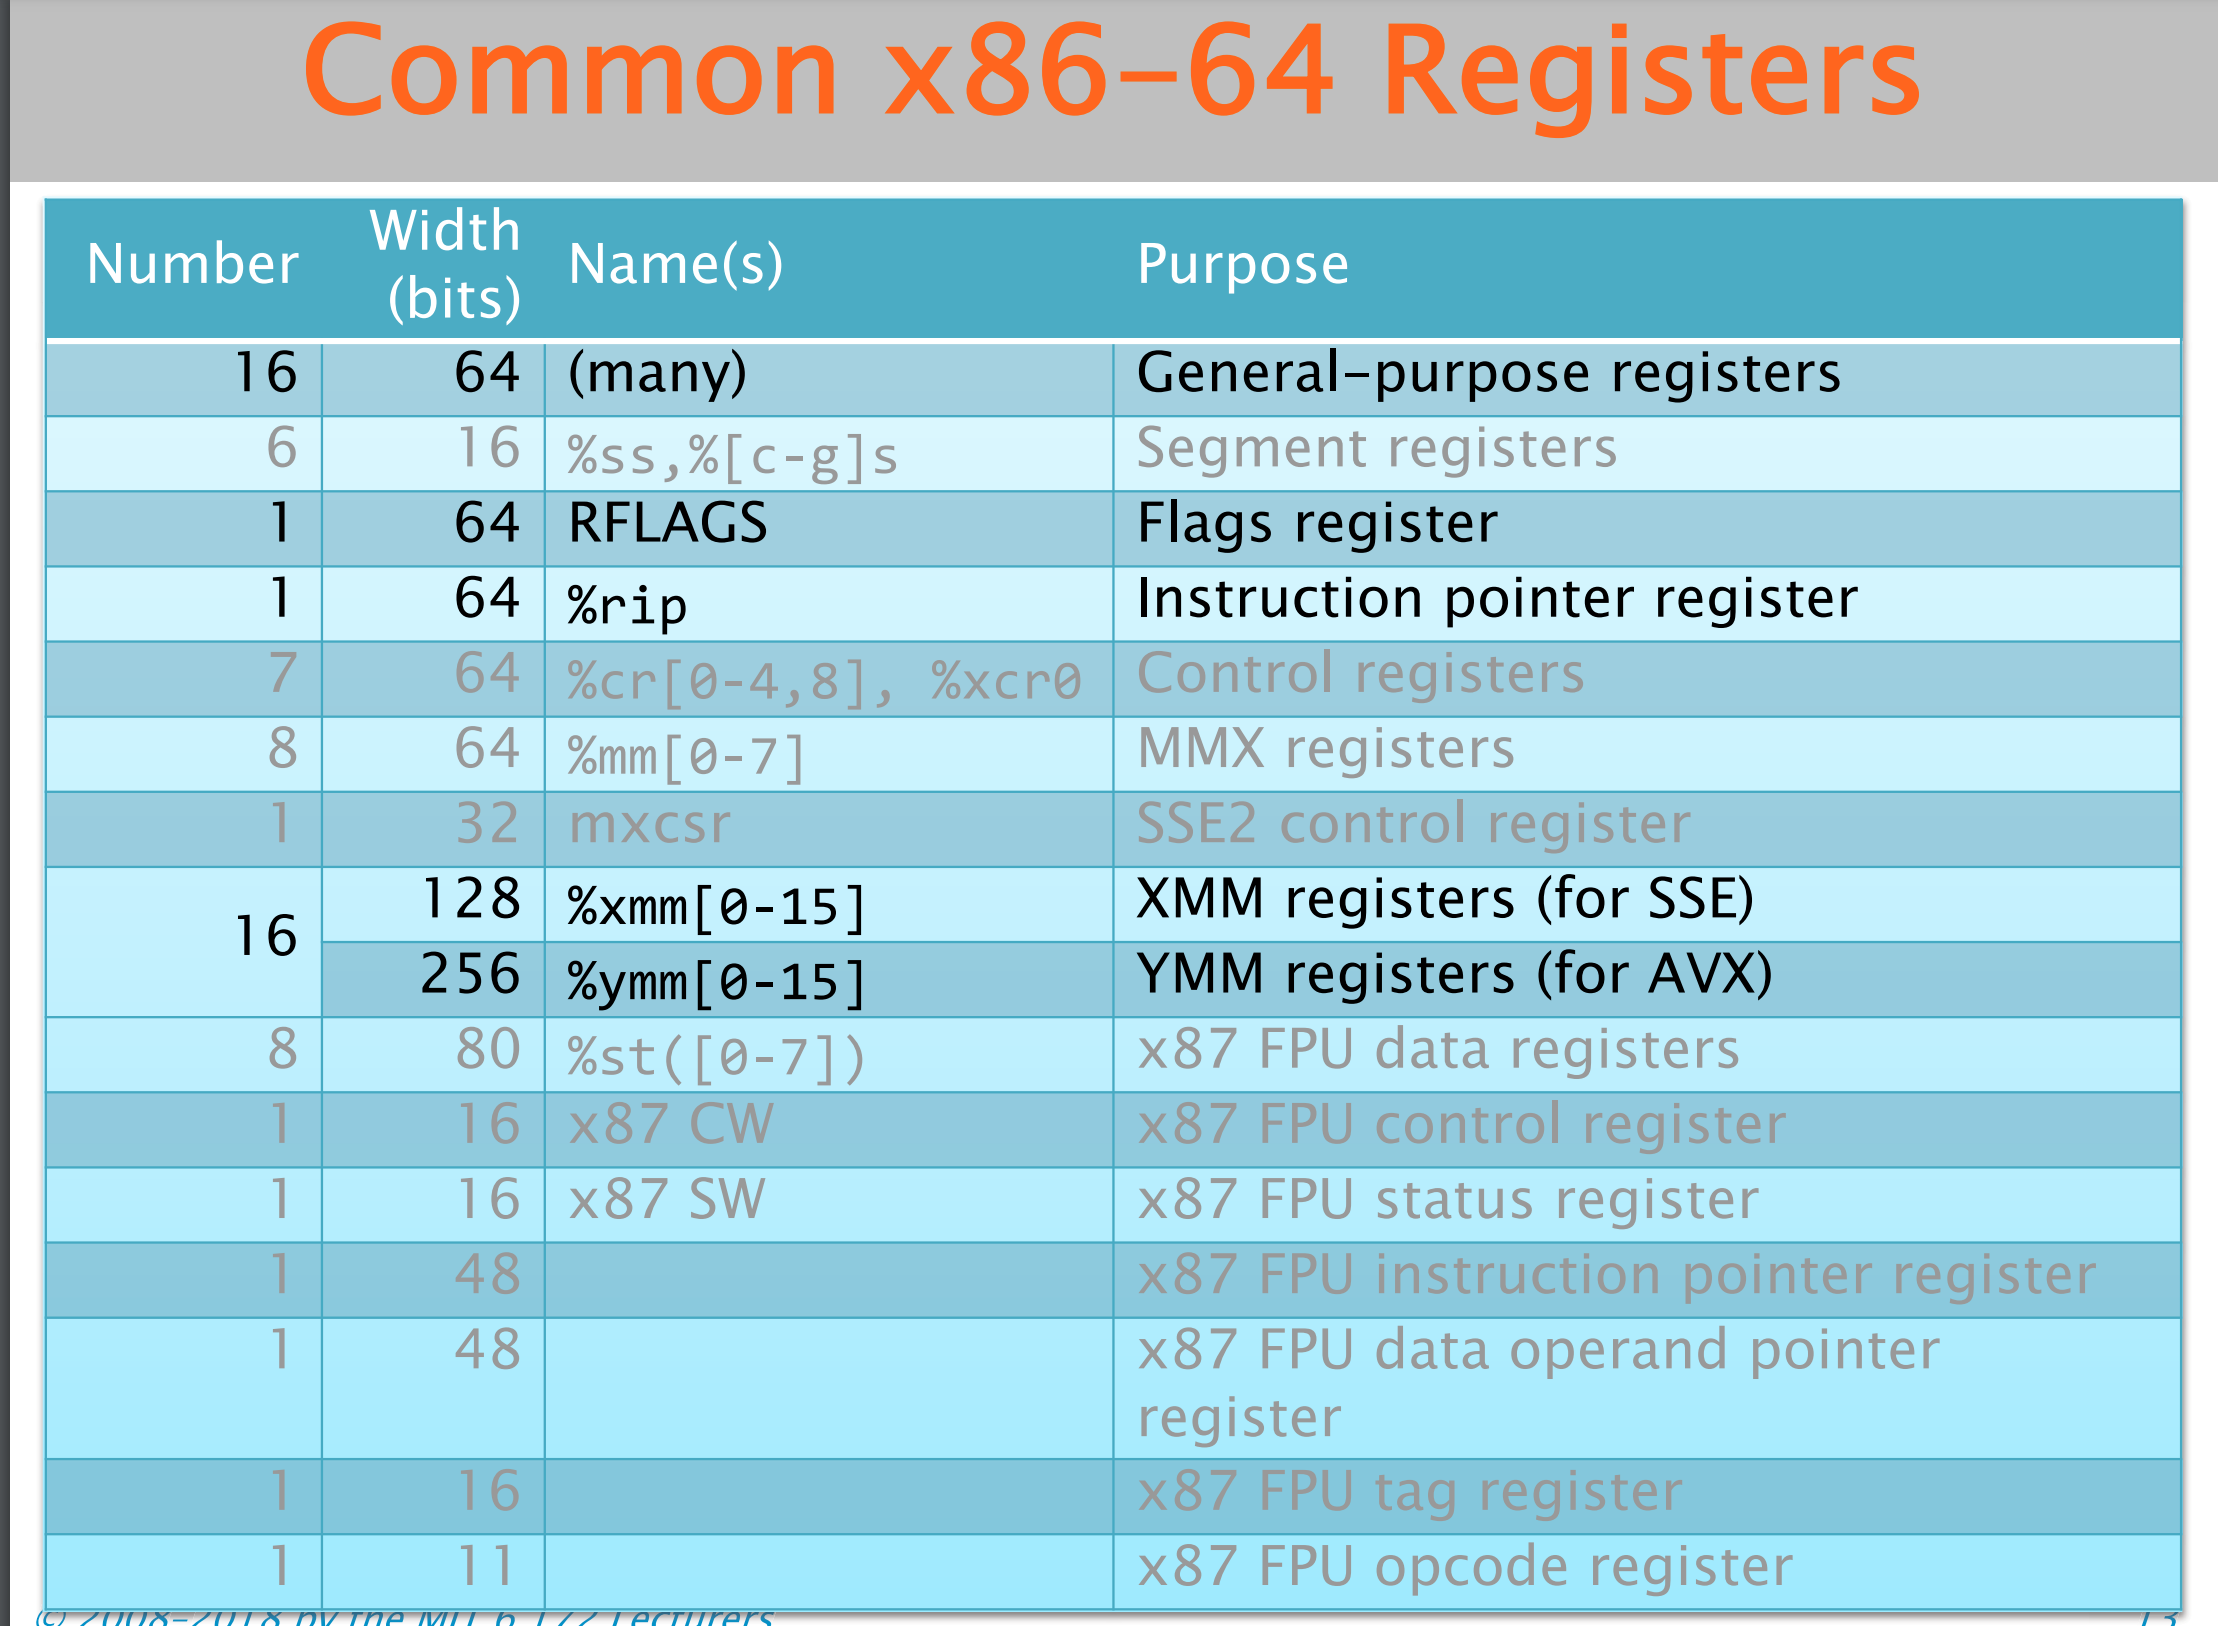 Common x86-64 Registers
Number Width (bits) Name(s) Purpose
16 64 (many) General-purpose registers
6 16 %ss,%[c-g]s Segment registers
1 64 RFLAGS Flags register
1 64 %rip Instruction pointer register
7 64 %cr[0-4,8], %xcr0 Control registers
8 64 %mm[0-7] MMX registers
1 32 mxcsr SSE2 control register
16 128 %xmm[0-15] XMM registers (for SSE)
256 %ymm[0-15] YMM registers (for AVX)
8 80 %st([0-7]) x87 FPU data registers
1 16 x87 CW x87 FPU control register
1 16 x87 SW x87 FPU status register
1 48 x87 FPU instruction pointer register
1 48 x87 FPU data operand pointer
register
1 16 x87 FPU tag register
1 11 x87 FPU opcode register
© 2008-2018 by the MIT 6.172 Lecturers 13